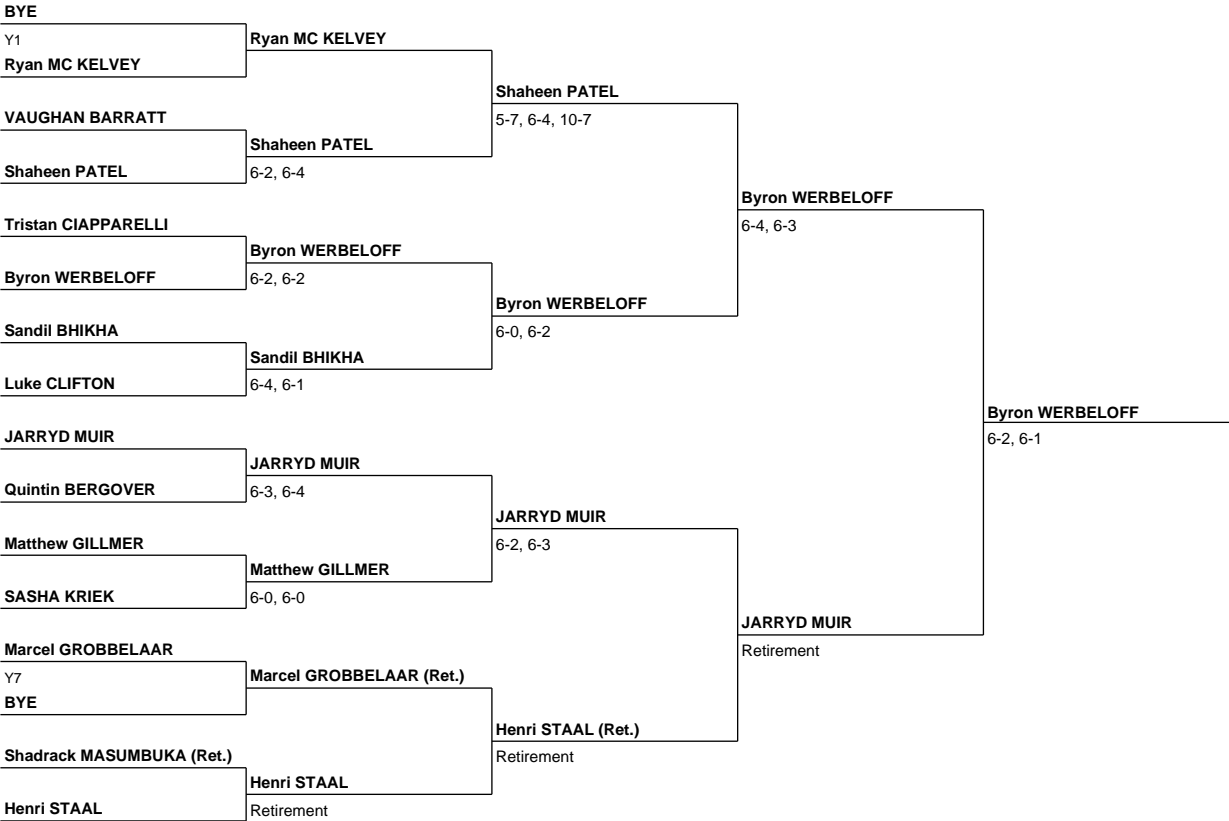 BYE
Y1
Ryan MC KELVEY
VAUGHAN BARRATT
Shaheen PATEL
Tristan CIAPPARELLI
Byron WERBELOFF
Sandil BHIKHA
Luke CLIFTON
JARRYD MUIR
Quintin BERGOVER
Matthew GILLMER
SASHA KRIEK
Marcel GROBBELAAR
Y7
BYE
Shadrack MASUMBUKA (Ret.)
Henri STAAL
Ryan MC KELVEY
Shaheen PATEL
6-2, 6-4
Byron WERBELOFF
6-2, 6-2
Sandil BHIKHA
6-4, 6-1
JARRYD MUIR
6-3, 6-4
Matthew GILLMER
6-0, 6-0
Marcel GROBBELAAR (Ret.)
Henri STAAL
Retirement
Shaheen PATEL
5-7, 6-4, 10-7
Byron WERBELOFF
6-0, 6-2
JARRYD MUIR
6-2, 6-3
Henri STAAL (Ret.)
Retirement
Byron WERBELOFF
6-4, 6-3
JARRYD MUIR
Retirement
Byron WERBELOFF
6-2, 6-1